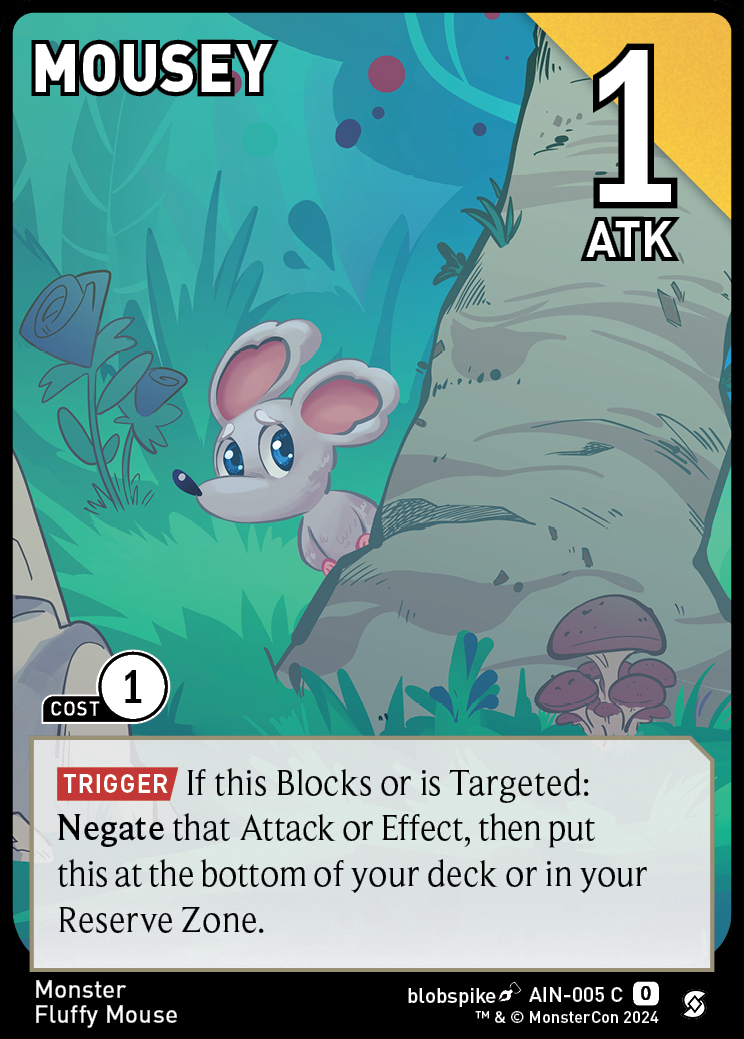 MOUSEY
1
ATK
COST 1
TRIGGER If this Blocks or is Targeted:
Negate that Attack or Effect, then put
this at the bottom of your deck or in your
Reserve Zone.
Monster
Fluffy Mouse
blobspike AIN-005 C 0
™ & © MonsterCon 2024